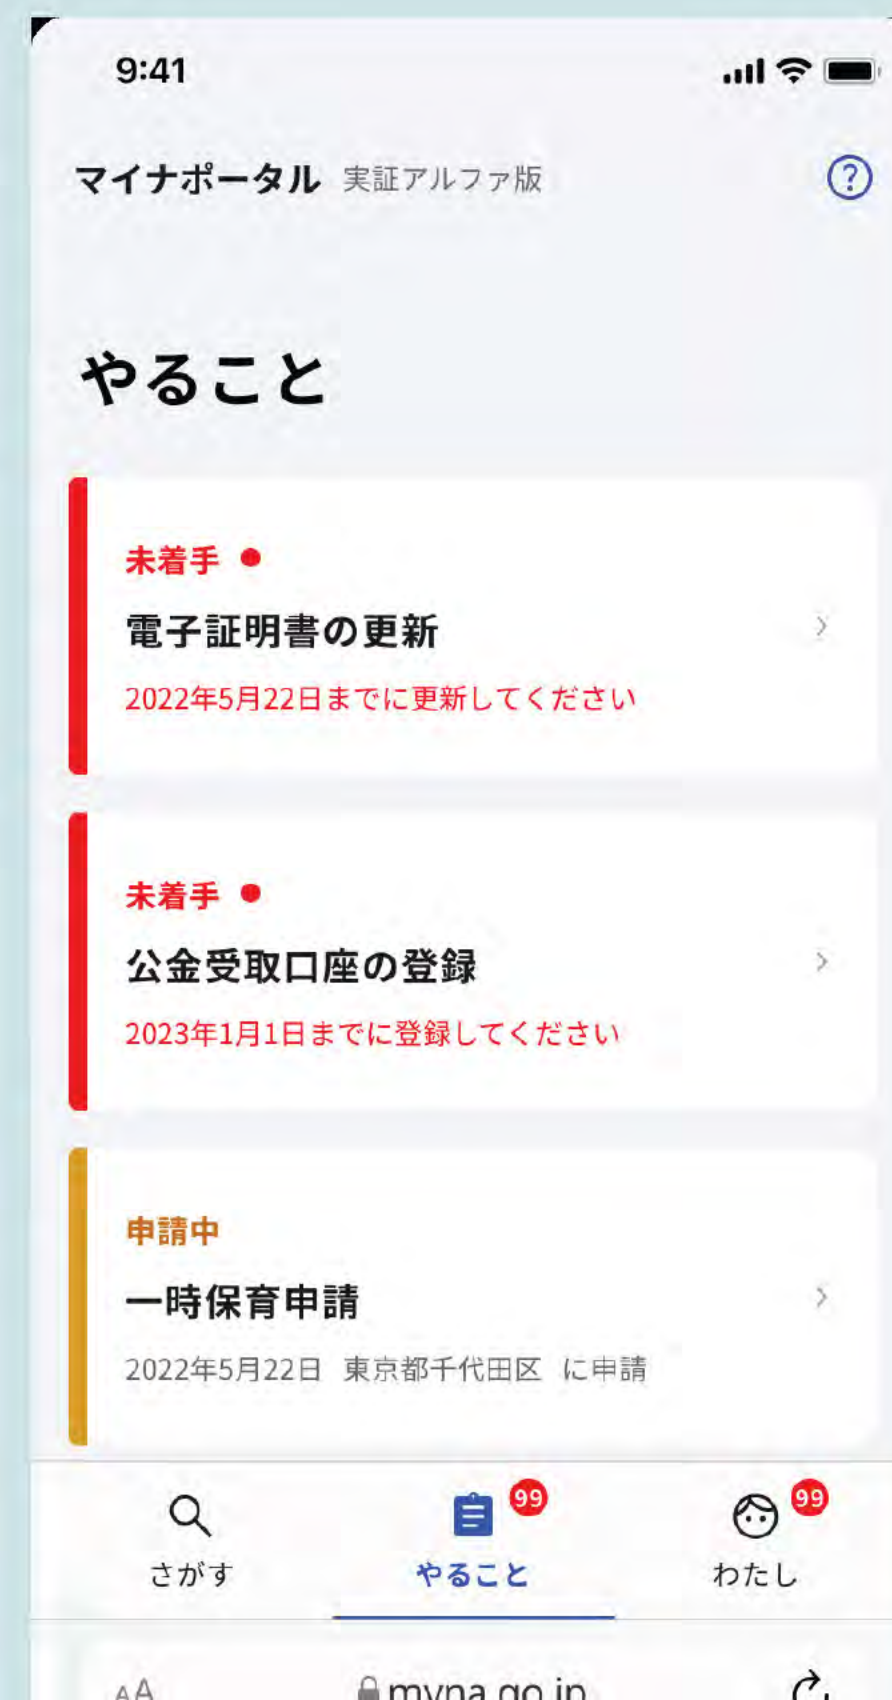 9:41
マイナポータル 実証アルファ版 ?
やること
未着手
電子証明書の更新
2022年5月22日までに更新してください
未着手
公金受取口座の登録
2023年1月1日までに登録してください
申請中
一時保育申請
2022年5月22日 東京都千代田区 に申請
99 99
さがす やること わたし
AA myna.go.jp